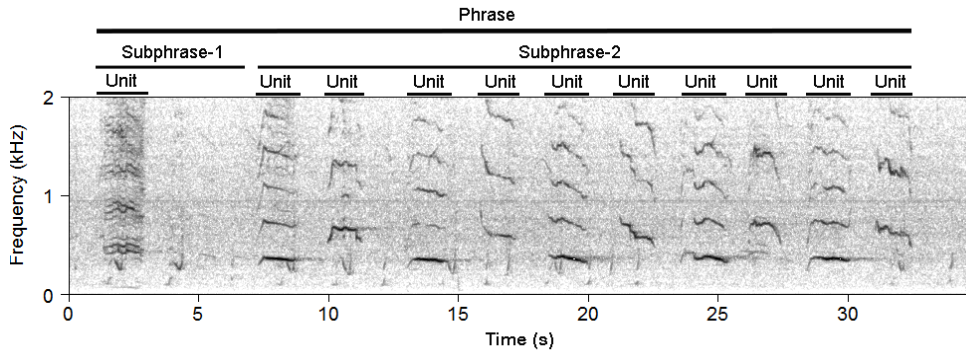 Phrase
Subphrase-1 Subphrase-2
Unit Unit Unit Unit Unit Unit Unit Unit Unit Unit Unit
2
1
0
Frequency (kHz)
0 5 10 15 20 25 30
Time (s)